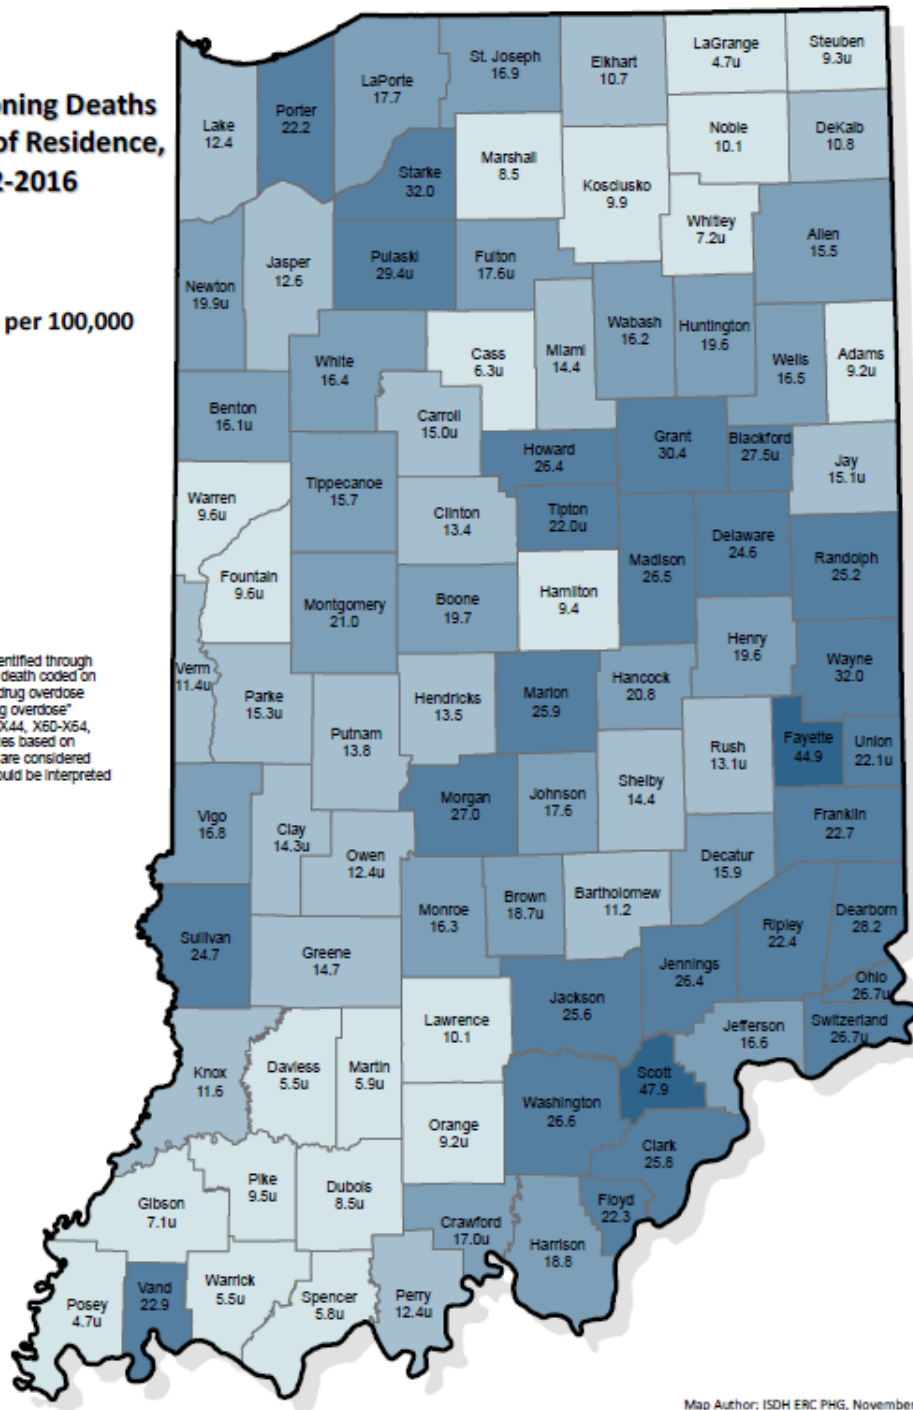 oning Deaths
of Residence,
2-2016
per 100,000
entified through
death coded on
drug overdose
g overdose"
X44, X60-X64,
es based on
are considered
ould be interpreted
Lake
12.4
Porter
22.2
LaPorte
17.7
St. Joseph
16.9
Elkhart
10.7
LaGrange
4.7u
Steuben
9.3u
Noble
10.1
DeKalb
10.8
Starke
32.0
Marshall
8.5
Kosciusko
9.9
Whitley
7.2u
Allen
15.5
Newton
19.9u
Jasper
12.6
Pulaski
29.4u
Fulton
17.6u
Wabash
16.2
Huntington
19.6
White
16.4
Cass
6.3u
Miami
14.4
Wells
16.5
Adams
9.2u
Benton
16.1u
Carroll
15.0u
Howard
26.4
Grant
30.4
Blackford
27.5u
Jay
15.1u
Warren
9.6u
Tippecanoe
15.7
Clinton
13.4
Tipton
22.0u
Madison
26.5
Delaware
24.6
Randolph
25.2
Fountain
9.6u
Montgomery
21.0
Boone
19.7
Hamilton
9.4
Henry
19.6
Wayne
32.0
Verm
11.4u
Parke
15.3u
Putnam
13.8
Hendricks
13.5
Marion
25.9
Hancock
20.8
Rush
13.1u
Fayette
44.9
Union
22.1u
Vigo
16.8
Clay
14.3u
Owen
12.4u
Morgan
27.0
Johnson
17.6
Shelby
14.4
Franklin
22.7
Decatur
15.9
Sullivan
24.7
Greene
14.7
Monroe
16.3
Brown
18.7u
Bartholomew
11.2
Ripley
22.4
Dearborn
28.2
Jennings
26.4
Ohio
26.7u
Jackson
25.6
Lawrence
10.1
Jefferson
16.6
Switzerland
26.7u
Knox
11.6
Daviess
5.5u
Martin
5.9u
Scott
47.9
Washington
26.6
Orange
9.2u
Clark
25.8
Gibson
7.1u
Pike
9.5u
Dubois
8.5u
Floyd
22.3
Crawford
17.0u
Harrison
18.8
Posey
4.7u
Vand
22.9
Warrick
5.5u
Spencer
5.8u
Perry
12.4u
Map Author: ISDH ERC PHG, November